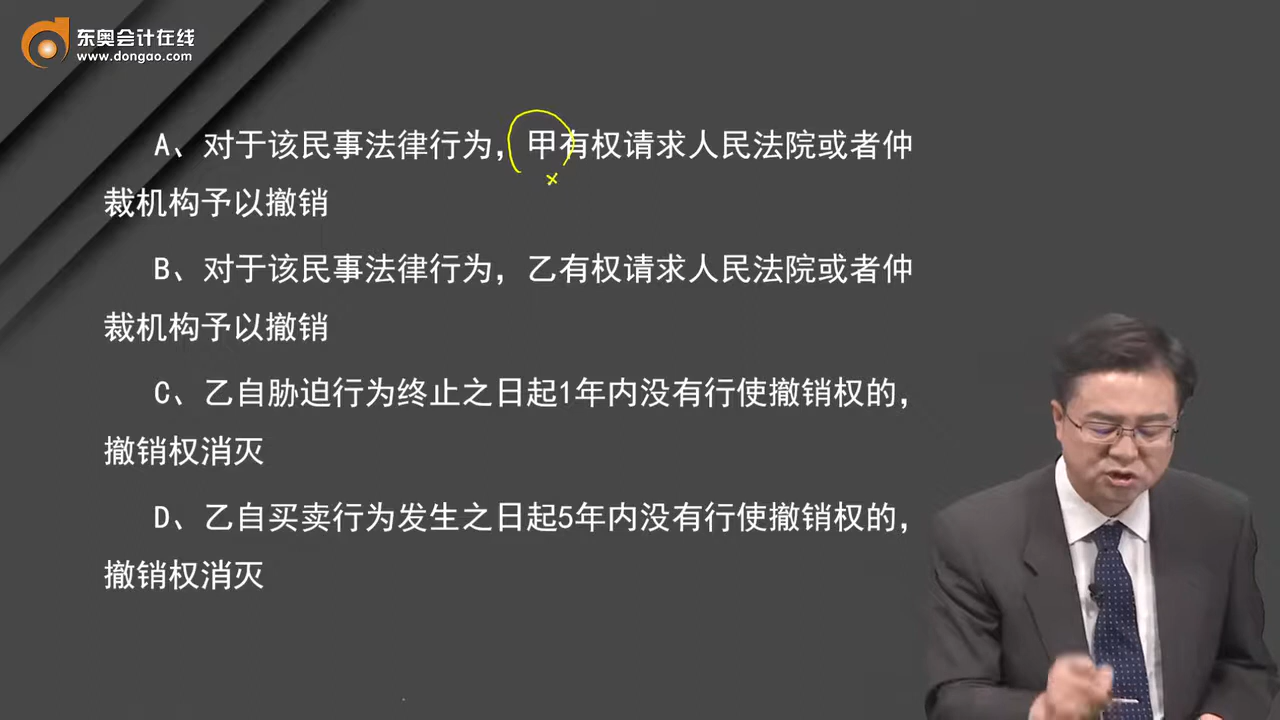 东奥会计在线
www.dongao.com
A、对于该民事法律行为，甲有权请求人民法院或者仲
裁机构予以撤销
B、对于该民事法律行为，乙有权请求人民法院或者仲
裁机构予以撤销
C、乙自胁迫行为终止之日起1年内没有行使撤销权的，
撤销权消灭
D、乙自买卖行为发生之日起5年内没有行使撤销权的，
撤销权消灭